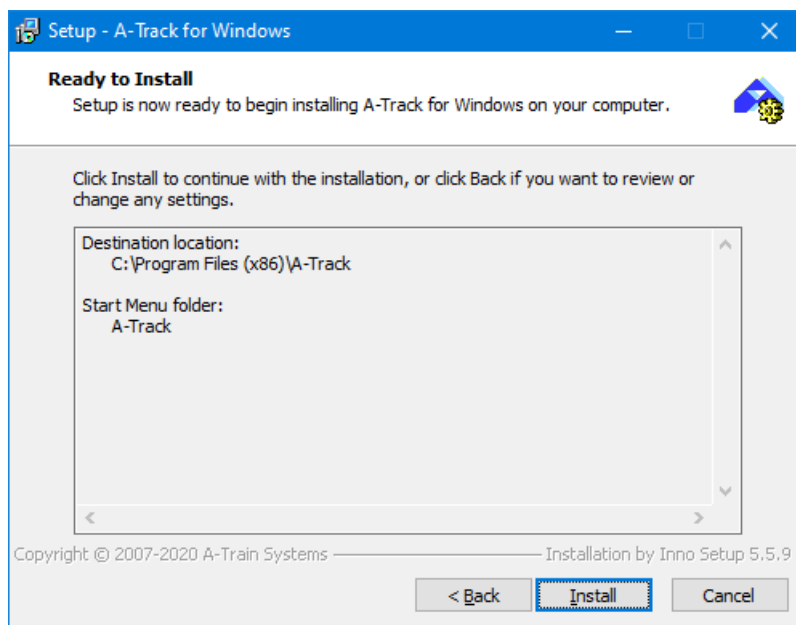 Setup - A-Track for Windows
Ready to Install
Setup is now ready to begin installing A-Track for Windows on your computer.
Click Install to continue with the installation, or click Back if you want to review or
change any settings.
Destination location:
C:\Program Files (x86)\A-Track
Start Menu folder:
A-Track
Copyright © 2007-2020 A-Train Systems
Installation by Inno Setup 5.5.9
< Back
Install
Cancel